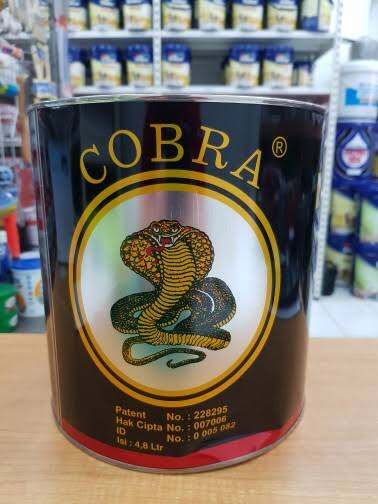 COBRA ®
Patent No. : 228295
Hak Cipta No. : 007006
ID No. : 0 005 082
Isi : 4,8 Ltr